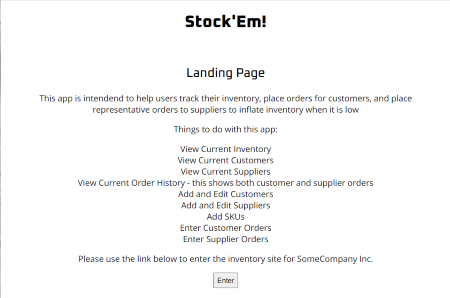 Stock'Em!
Landing Page
This app is intendend to help users track their inventory, place orders for customers, and place
representative orders to suppliers to inflate inventory when it is low
Things to do with this app:
View Current Inventory
View Current Customers
View Current Suppliers
View Current Order History - this shows both customer and supplier orders
Add and Edit Customers
Add and Edit Suppliers
Add SKUs
Enter Customer Orders
Enter Supplier Orders
Please use the link below to enter the inventory site for SomeCompany Inc.
Enter